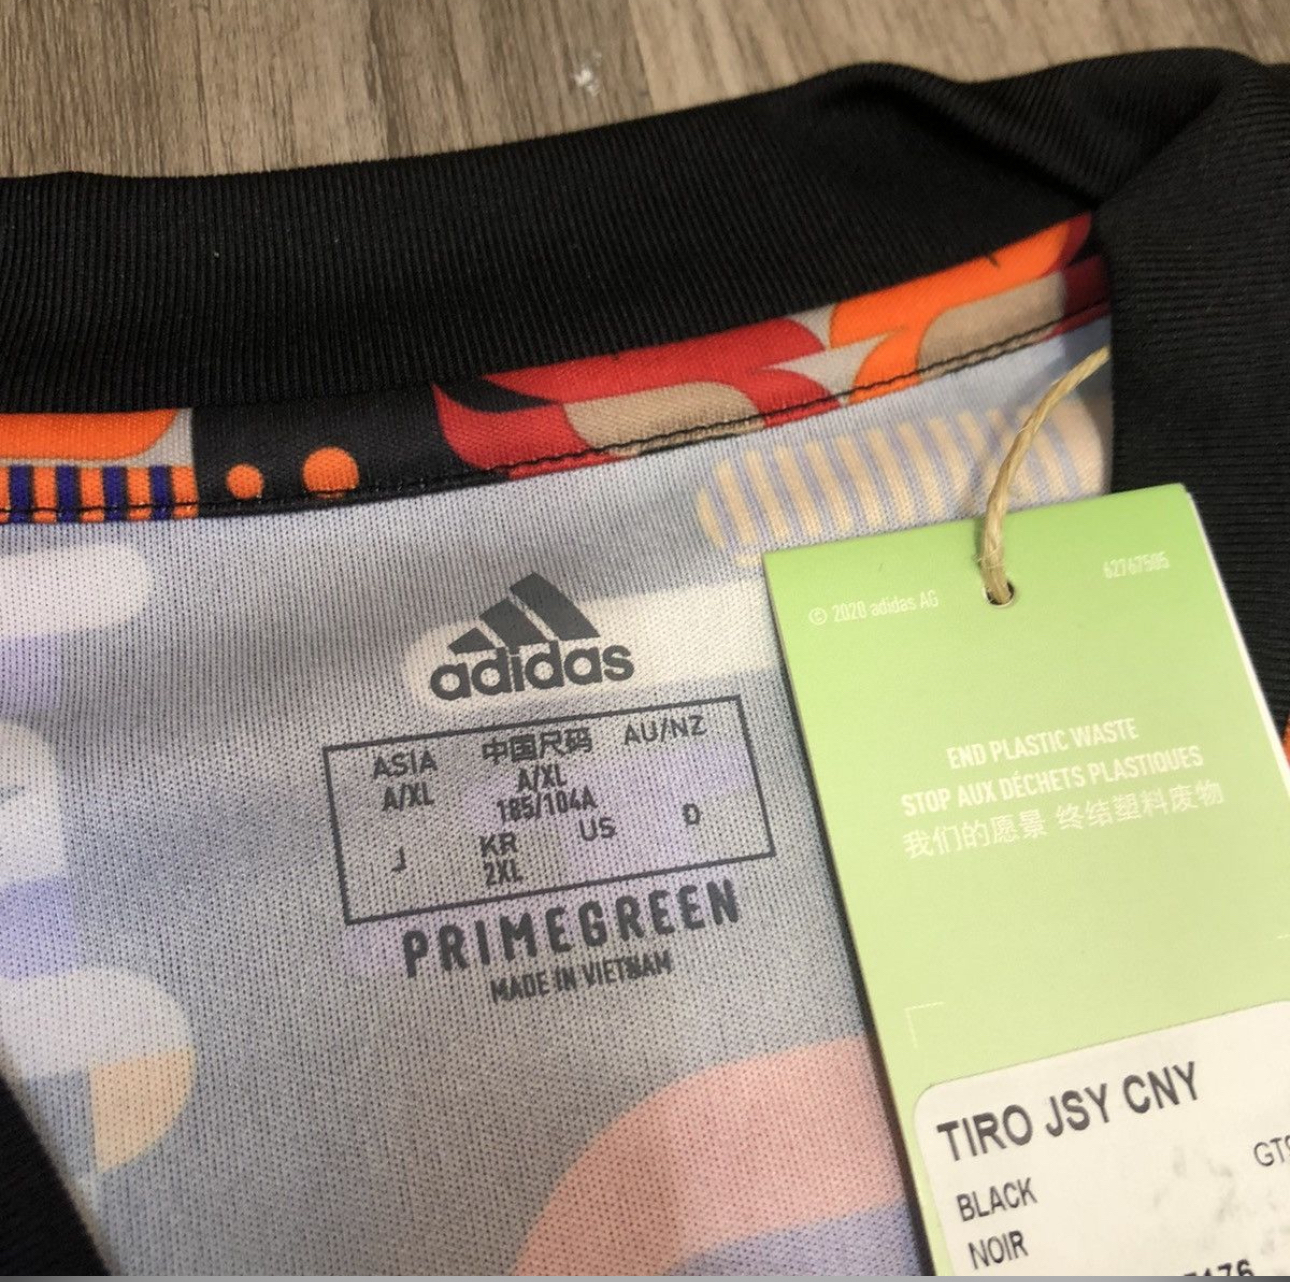 adidas
ASIA 中国尺码 AU/NZ
A/XL A/XL
185/104A
J KR US D
2XL
PRIMEGREEN
MADE IN VIETNAM
© 2020 adidas AG 62767505
END PLASTIC WASTE
STOP AUX DÉCHETS PLASTIQUES
我们的愿景 终结塑料废物
TIRO JSY CNY
BLACK
NOIR